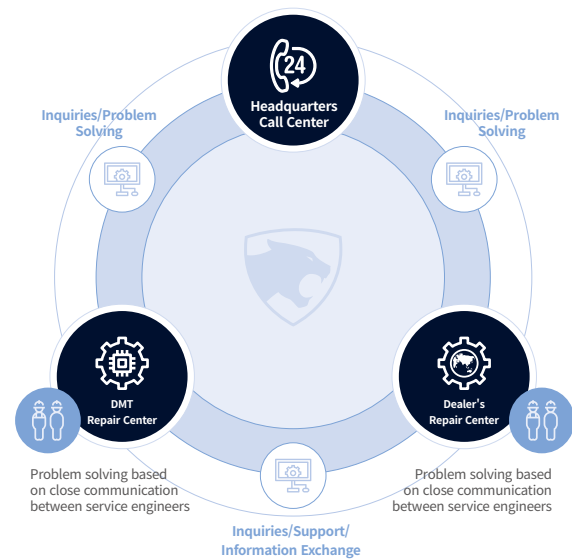 24
Headquarters
Call Center
Inquiries/Problem
Solving
Inquiries/Problem
Solving
DMT
Repair Center
Dealer's
Repair Center
Problem solving based
on close communication
between service engineers
Problem solving based
on close communication
between service engineers
Inquiries/Support/
Information Exchange